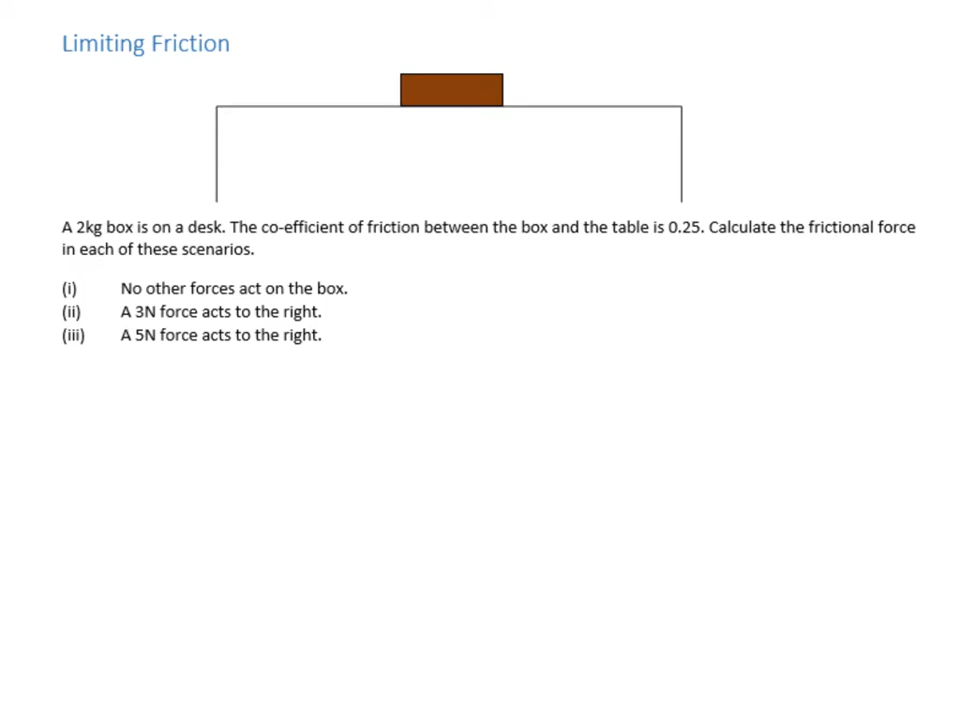 Limiting Friction
A 2kg box is on a desk. The co-efficient of friction between the box and the table is 0.25. Calculate the frictional force
in each of these scenarios.
(i) No other forces act on the box.
(ii) A 3N force acts to the right.
(iii) A 5N force acts to the right.